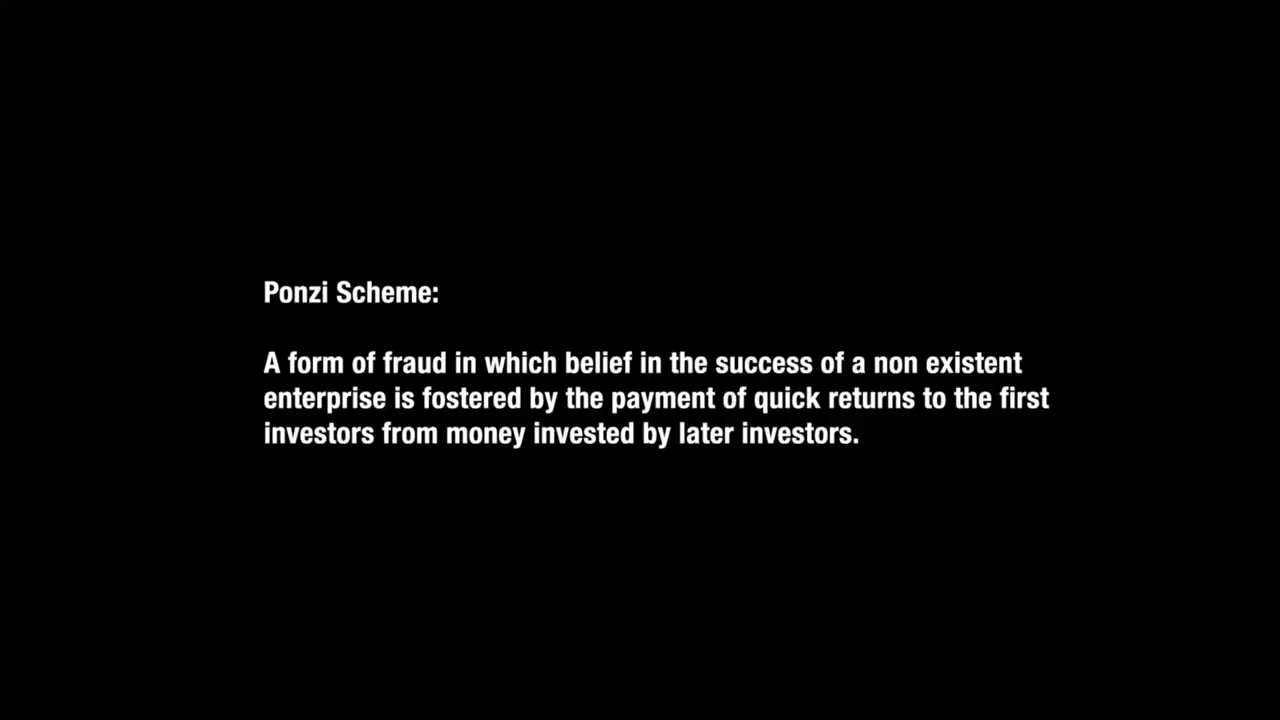 Ponzi Scheme:
A form of fraud in which belief in the success of a non existent
enterprise is fostered by the payment of quick returns to the first
investors from money invested by later investors.